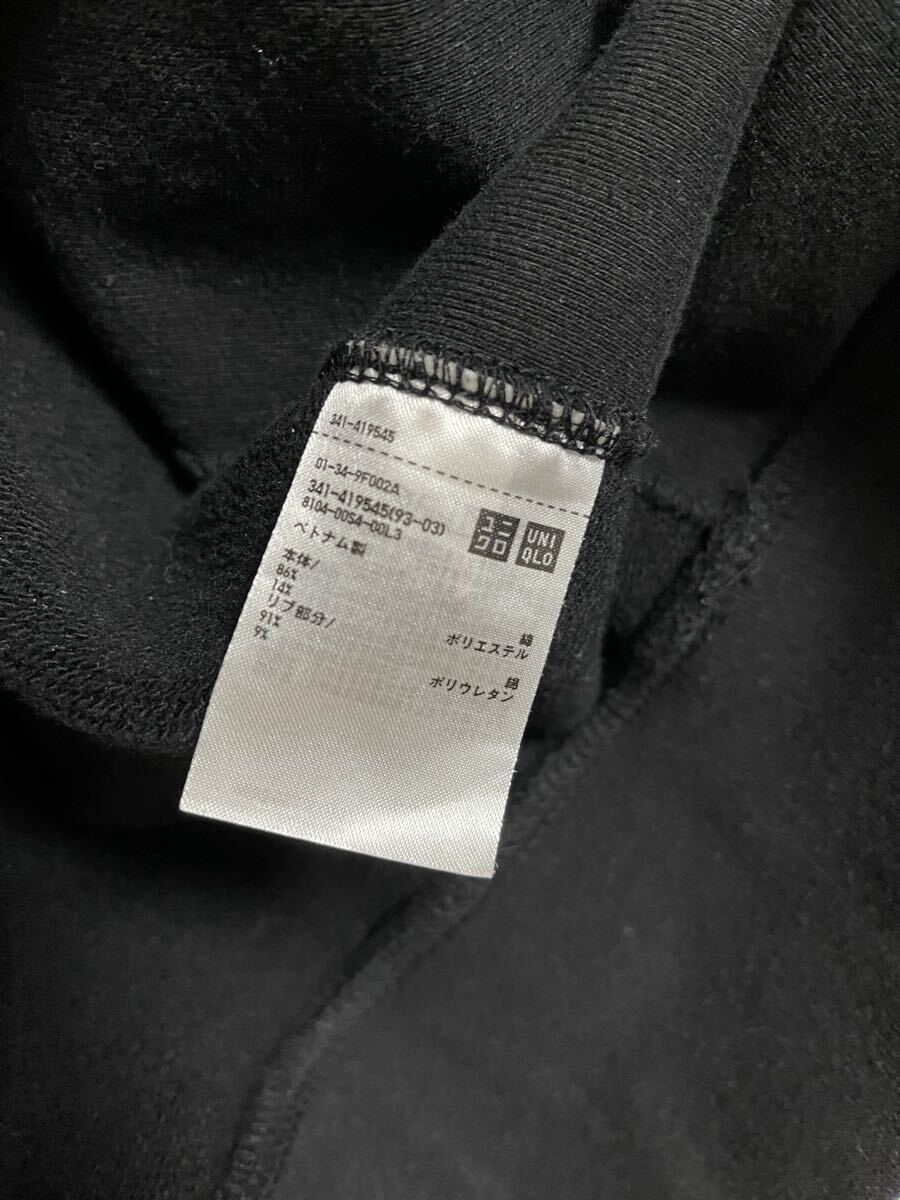 341-419545
01-34-9F002A
341-419545(93-03)
8104-00S4-00L3
ユニクロ
UNIQLO
ベトナム製
本体/
86% 綿
14% ポリエステル
リブ部分/
91% 綿
9% ポリウレタン